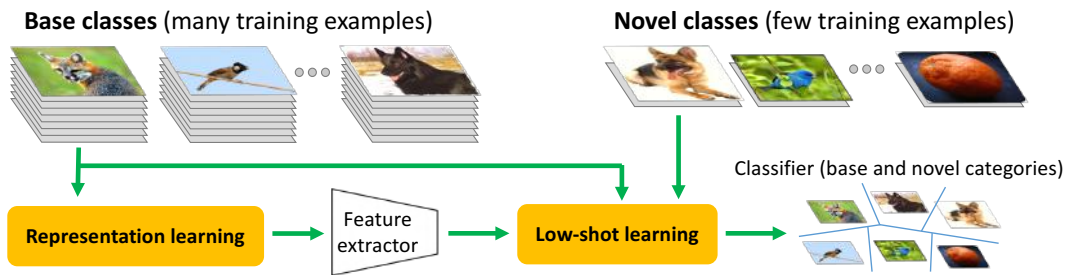 Base classes (many training examples)
Novel classes (few training examples)
Classifier (base and novel categories)
Representation learning
Feature
extractor
Low-shot learning